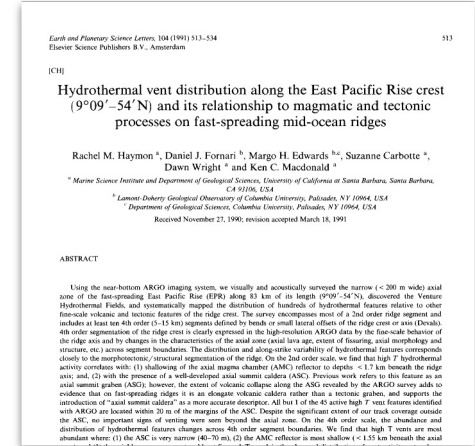 Earth and Planetary Science Letters, 104 (1991) 513–534
513
Elsevier Science Publishers B.V., Amsterdam
[CH]
Hydrothermal vent distribution along the East Pacific Rise crest
(9°09′–54′N) and its relationship to magmatic and tectonic
processes on fast-spreading mid-ocean ridges
Rachel M. Haymon a, Daniel J. Fornari b, Margo H. Edwards b,c, Suzanne Carbotte a,
Dawn Wright a and Ken C. Macdonald a
a Marine Science Institute and Department of Geological Sciences, University of California at Santa Barbara, Santa Barbara,
CA 93106, USA
b Lamont-Doherty Geological Observatory of Columbia University, Palisades, NY 10964, USA
c Department of Geological Sciences, Columbia University, Palisades, NY 10964, USA
Received November 27, 1990; revision accepted March 18, 1991
ABSTRACT
Using the near-bottom ARGO imaging system, we visually and acoustically surveyed the narrow (< 200 m wide) axial
zone of the fast-spreading East Pacific Rise (EPR) along 83 km of its length (9°09′–54′N), discovered the Venture
Hydrothermal Fields, and systematically mapped the distribution of hundreds of hydrothermal features relative to other
fine-scale volcanic and tectonic features of the ridge crest. The survey encompasses most of a 2nd order ridge segment and
includes at least ten 4th order (5–15 km) segments defined by bends or small lateral offsets of the ridge crest or axis (Devals).
4th order segmentation of the ridge crest is clearly expressed in the high-resolution ARGO data by the fine-scale behavior of
the ridge axis and by changes in the characteristics of the axial zone (axial lava age, extent of fissuring, axial morphology and
structure, etc.) across segment boundaries. The distribution and along-strike variability of hydrothermal features corresponds
closely to the morphotectonic/structural segmentation of the ridge. On the 2nd order scale, we find that high T hydrothermal
activity correlates with: (1) shallowing of the axial magma chamber (AMC) reflector to depths < 1.7 km beneath the ridge
axis; and, (2) with the presence of a well-developed axial summit caldera (ASC). Previous work refers to this feature as an
axial summit graben (ASG); however, the extent of volcanic collapse along the ASG revealed by the ARGO survey adds to
evidence that on fast-spreading ridges it is an elongate volcanic caldera rather than a tectonic graben, and supports the
introduction of "axial summit caldera" as a more accurate descriptor. All but 1 of the 45 active high T vent features identified
with ARGO are located within 20 m of the margins of the ASC. Despite the significant extent of our track coverage outside
the ASC, no important signs of venting were seen beyond the axial zone. On the 4th order scale, the abundance and
distribution of hydrothermal features changes across 4th order segment boundaries. We find that high T vents are most
abundant where: (1) the ASC is very narrow (40–70 m), (2) the AMC reflector is most shallow (< 1.55 km beneath the axial